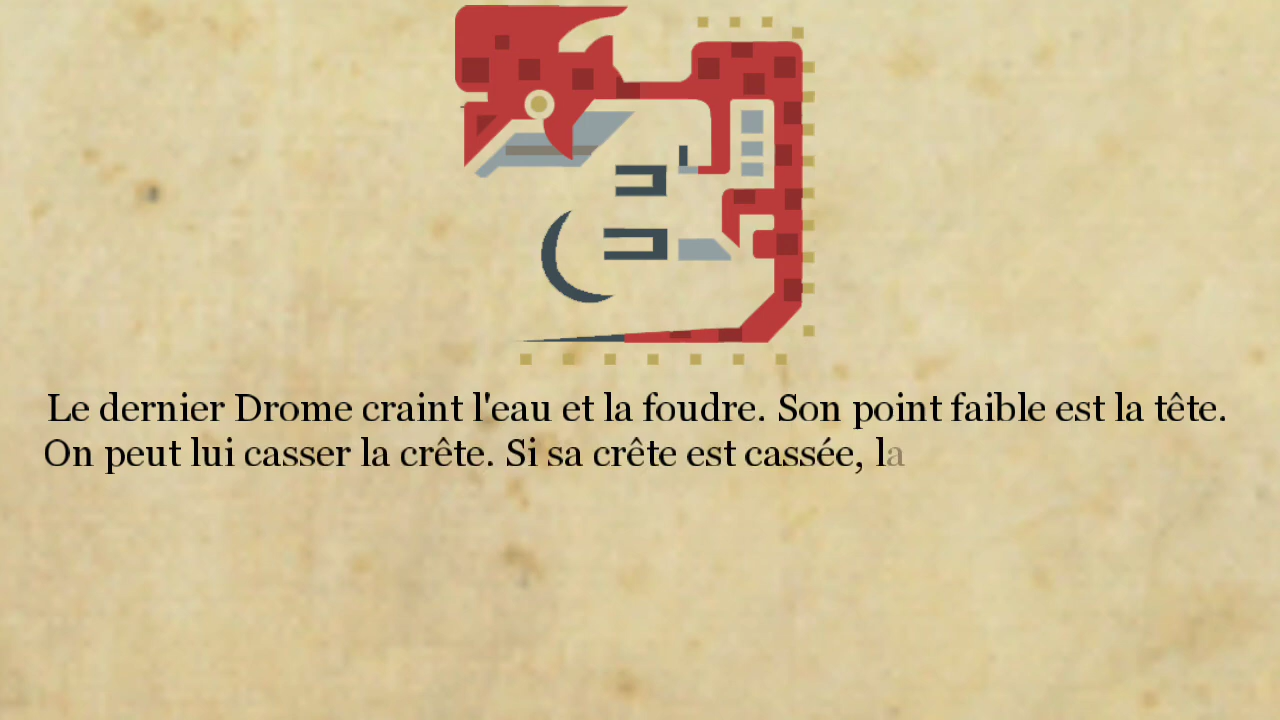 Le dernier Drome craint l'eau et la foudre. Son point faible est la tête.
On peut lui casser la crête. Si sa crête est cassée, la